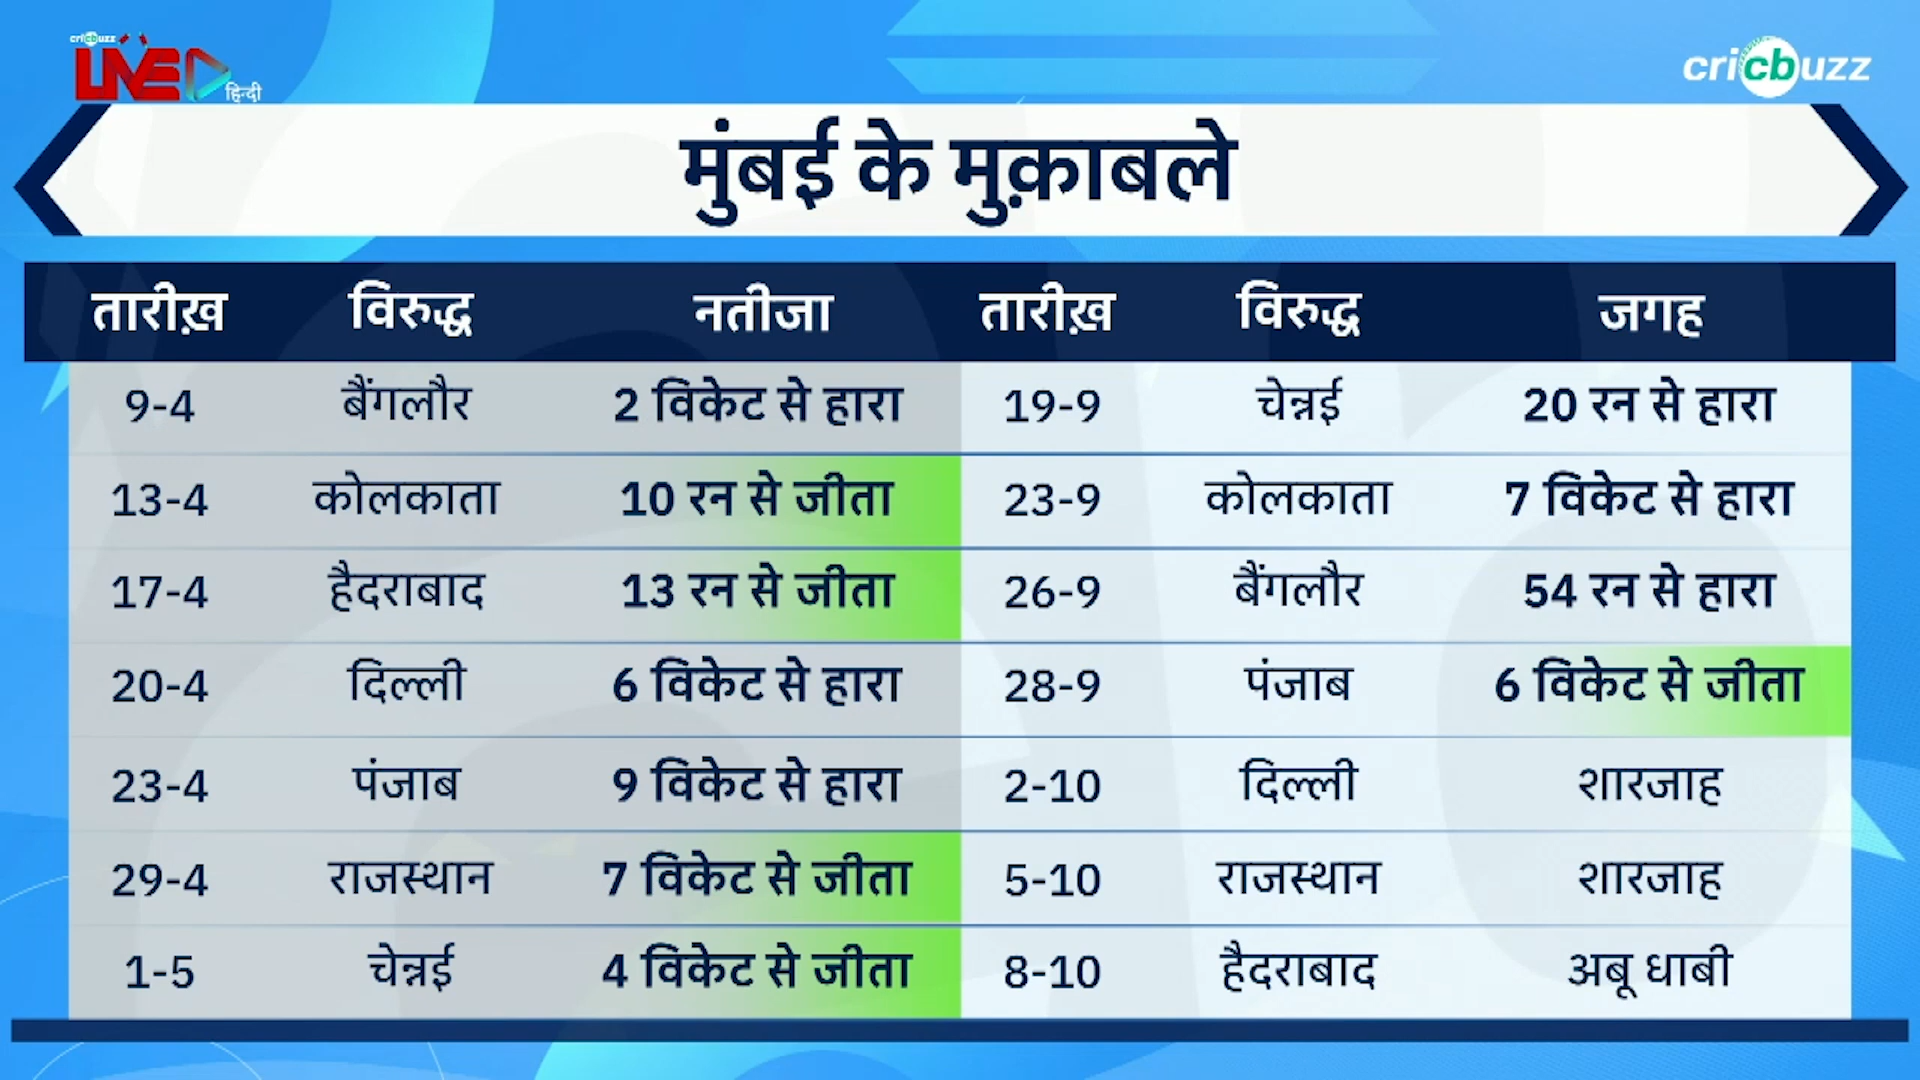 cricbuzz
LIVE
हिन्दी
cricbuzz
मुंबई के मुक़ाबले
तारीख़ विरुद्ध नतीजा तारीख़ विरुद्ध जगह
9-4 बैंगलौर 2 विकेट से हारा 19-9 चेन्नई 20 रन से हारा
13-4 कोलकाता 10 रन से जीता 23-9 कोलकाता 7 विकेट से हारा
17-4 हैदराबाद 13 रन से जीता 26-9 बैंगलौर 54 रन से हारा
20-4 दिल्ली 6 विकेट से हारा 28-9 पंजाब 6 विकेट से जीता
23-4 पंजाब 9 विकेट से हारा 2-10 दिल्ली शारजाह
29-4 राजस्थान 7 विकेट से जीता 5-10 राजस्थान शारजाह
1-5 चेन्नई 4 विकेट से जीता 8-10 हैदराबाद अबू धाबी